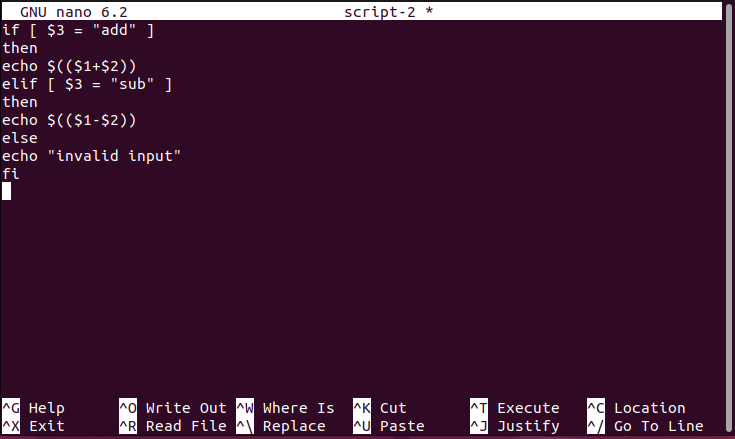 GNU nano 6.2 script-2 *
if [ $3 = "add" ]
then
echo $(($1+$2))
elif [ $3 = "sub" ]
then
echo $(($1-$2))
else
echo "invalid input"
fi
^G Help ^O Write Out ^W Where Is ^K Cut ^T Execute ^C Location
^X Exit ^R Read File ^\ Replace ^U Paste ^J Justify ^/ Go To Line